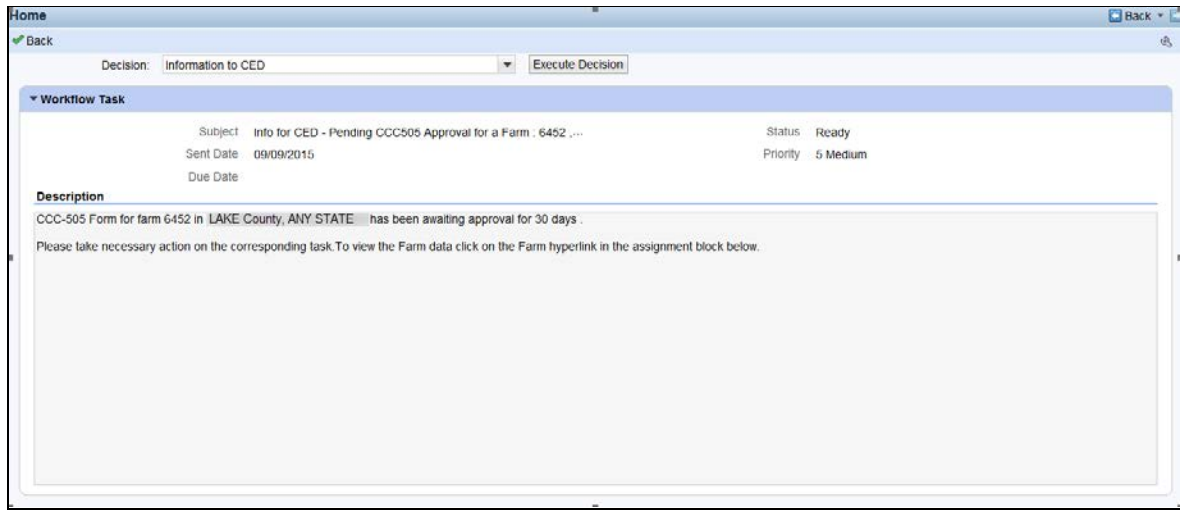 Home Back
Back
Decision: Information to CED Execute Decision
Workflow Task
Subject Info for CED - Pending CCC505 Approval for a Farm : 6452 ,... Status Ready
Sent Date 09/09/2015 Priority 5 Medium
Due Date
Description
CCC-505 Form for farm 6452 in LAKE County, ANY STATE has been awaiting approval for 30 days .
Please take necessary action on the corresponding task.To view the Farm data click on the Farm hyperlink in the assignment block below.